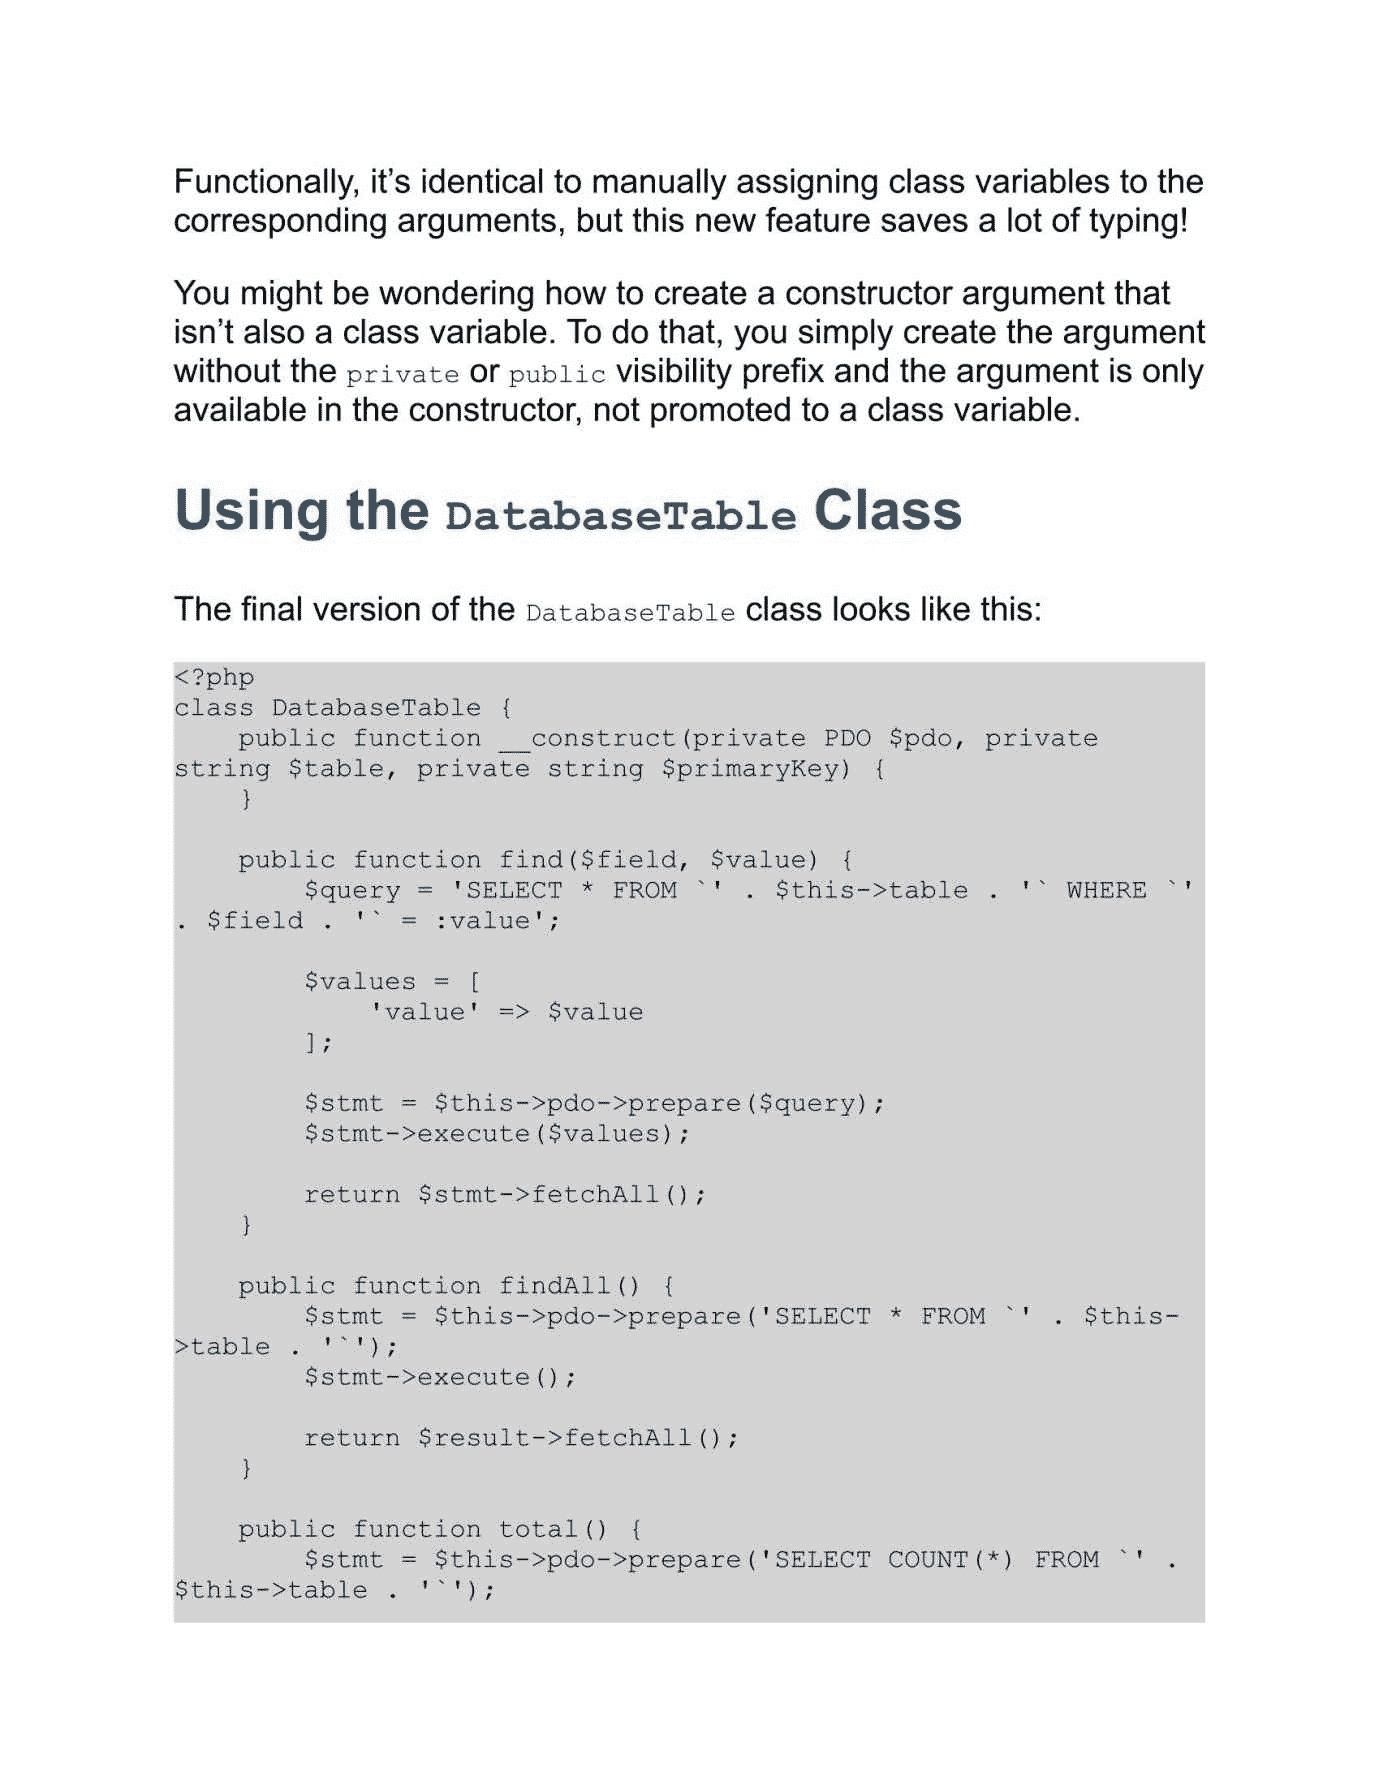 Functionally, it’s identical to manually assigning class variables to the
corresponding arguments, but this new feature saves a lot of typing!
You might be wondering how to create a constructor argument that
isn’t also a class variable. To do that, you simply create the argument
without the private or public visibility prefix and the argument is only
available in the constructor, not promoted to a class variable.
Using the DatabaseTable Class
The final version of the DatabaseTable class looks like this:
<?php
class DatabaseTable {
    public function __construct(private PDO $pdo, private
string $table, private string $primaryKey) {
    }
    public function find($field, $value) {
        $query = 'SELECT * FROM `' . $this->table . '` WHERE `'
. $field . '` = :value';
        $values = [
            'value' => $value
        ];
        $stmt = $this->pdo->prepare($query);
        $stmt->execute($values);
        return $stmt->fetchAll();
    }
    public function findAll() {
        $stmt = $this->pdo->prepare('SELECT * FROM `' . $this-
>table . '`');
        $stmt->execute();
        return $result->fetchAll();
    }
    public function total() {
        $stmt = $this->pdo->prepare('SELECT COUNT(*) FROM `' .
$this->table . '`');